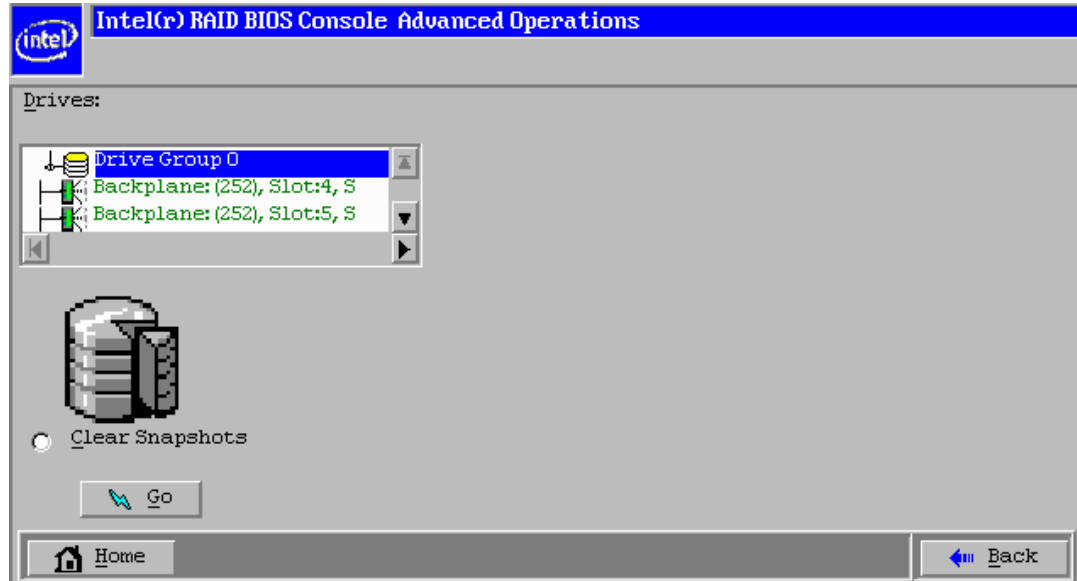 intel
Intel(r) RAID BIOS Console Advanced Operations
Drives:
Drive Group 0
Backplane: (252), Slot:4, S
Backplane: (252), Slot:5, S
Clear Snapshots
Go
Home
Back